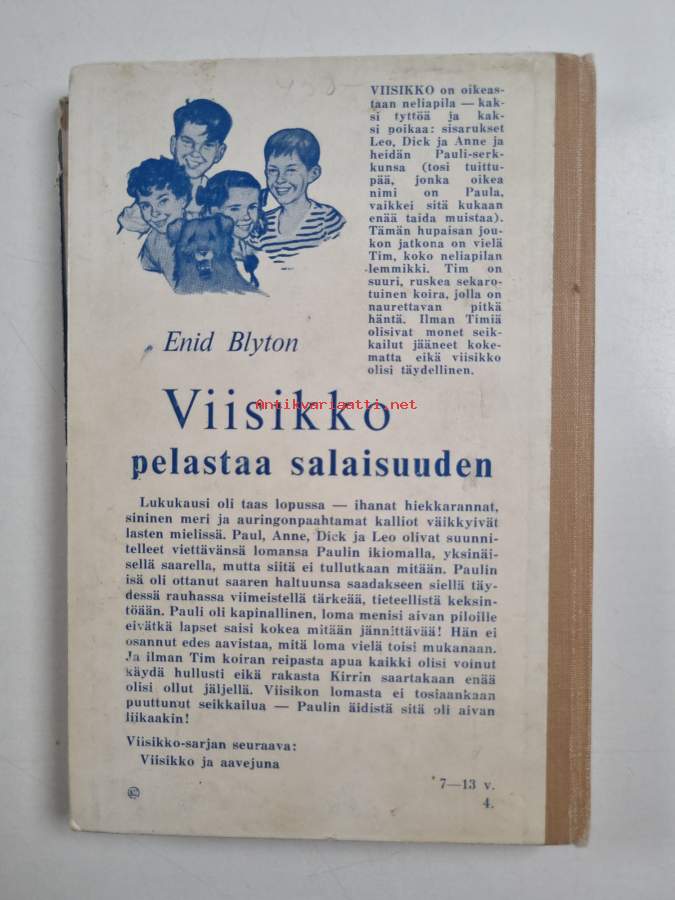 VIISIKKO on oikeas-
taan neliapila — kak-
si tyttöä ja kak-
si poikaa: sisarukset
Leo, Dick ja Anne ja
heidän Pauli-serk-
kunsa (tosi tuittu-
pää, jonka oikea
nimi on Paula,
vaikkei sitä kukaan
enää taida muistaa).
Tämän hupaisan jou-
kon jatkona on vielä
Tim, koko neliapilan
lemmikki. Tim on
suuri, ruskea sekaro-
tuinen koira, jolla on
naurettavan pitkä
häntä. Ilman Timiä
olisivat monet seik-
kailut jääneet koke-
matta eikä viisikko
olisi täydellinen.
Enid Blyton
Viisikko
Antikvariaatti.net
pelastaa salaisuuden
Lukukausi oli taas lopussa — ihanat hiekkarannat,
sininen meri ja auringonpaahtamat kalliot väikkyivät
lasten mielissä. Paul, Anne, Dick ja Leo olivat suunni-
telleet viettävänsä lomansa Paulin ikiomalla, yksinäi-
sellä saarella, mutta siitä ei tullutkaan mitään. Paulin
isä oli ottanut saaren haltuunsa saadakseen siellä täy-
dessä rauhassa viimeistellä tärkeää, tieteellistä keksin-
töään. Pauli oli kapinallinen, loma menisi aivan piloille
eivätkä lapset saisi kokea mitään jännittävää! Hän ei
osannut edes aavistaa, mitä loma vielä toisi mukanaan.
Ja ilman Tim koiran reipasta apua kaikki olisi voinut
käydä hullusti eikä rakasta Kirrin saartakaan enää
olisi ollut jäljellä. Viisikon lomasta ei tosiaankaan
puuttunut seikkailua — Paulin äidistä sitä oli aivan
liikaakin!
Viisikko-sarjan seuraava:
Viisikko ja aavejuna
7—13 v.
4.